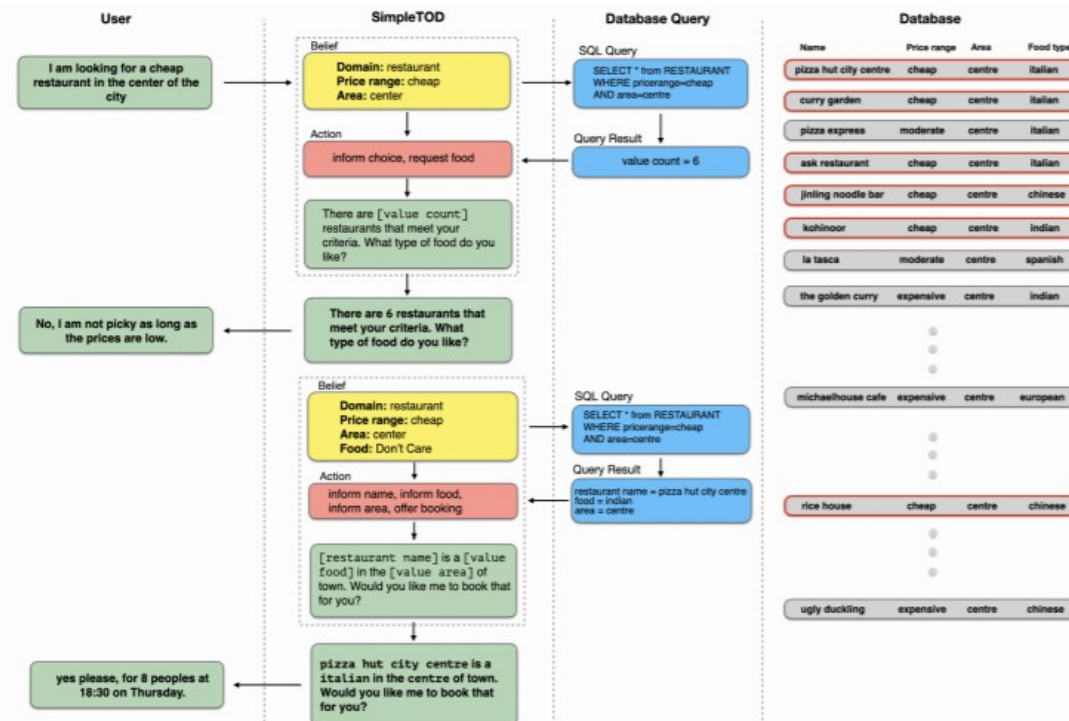 User
SimpleTOD
Database Query
Database
I am looking for a cheap
restaurant in the center of the
city
Belief
Domain: restaurant
Price range: cheap
Area: center
Action
inform choice, request food
There are [value count]
restaurants that meet your
criteria. What type of food do you
like?
SQL Query
SELECT * from RESTAURANT
WHERE pricerange=cheap
AND area=centre
Query Result
value count = 6
There are 6 restaurants that
meet your criteria. What
type of food do you like?
No, I am not picky as long as
the prices are low.
Belief
Domain: restaurant
Price range: cheap
Area: center
Food: Don't Care
Action
inform name, inform food,
inform area, offer booking
[restaurant name] is a [value
food] in the [value area] of
town. Would you like me to book that
for you?
SQL Query
SELECT * from RESTAURANT
WHERE pricerange=cheap
AND area=centre
Query Result
restaurant name = pizza hut city centre
food = indian
area = centre
pizza hut city centre is a
italian in the centre of town.
Would you like me to book that
for you?
yes please, for 8 peoples at
18:30 on Thursday.
Name Price range Area Food type
pizza hut city centre cheap centre italian
curry garden cheap centre italian
pizza express moderate centre italian
ask restaurant cheap centre italian
jinling noodle bar cheap centre chinese
kohinoor cheap centre indian
la tasca moderate centre spanish
the golden curry expensive centre indian
michaelhouse cafe expensive centre european
rice house cheap centre chinese
ugly duckling expensive centre chinese